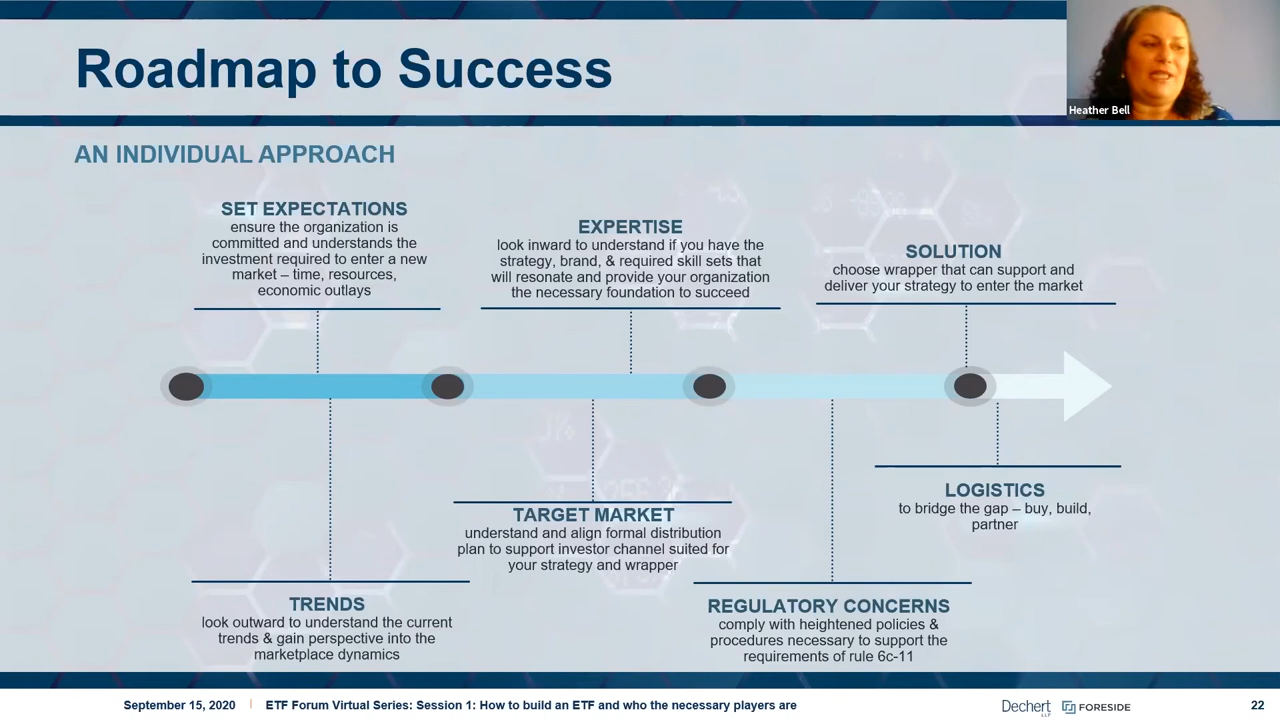 Roadmap to Success
Heather Bell
AN INDIVIDUAL APPROACH
SET EXPECTATIONS
ensure the organization is
committed and understands the
investment required to enter a new
market – time, resources,
economic outlays
EXPERTISE
look inward to understand if you have the
strategy, brand, & required skill sets that
will resonate and provide your organization
the necessary foundation to succeed
SOLUTION
choose wrapper that can support and
deliver your strategy to enter the market
TRENDS
look outward to understand the current
trends & gain perspective into the
marketplace dynamics
TARGET MARKET
understand and align formal distribution
plan to support investor channel suited for
your strategy and wrapper
REGULATORY CONCERNS
comply with heightened policies &
procedures necessary to support the
requirements of rule 6c-11
LOGISTICS
to bridge the gap – buy, build,
partner
September 15, 2020 | ETF Forum Virtual Series: Session 1: How to build an ETF and who the necessary players are
Dechert
LLP
FORESIDE
22